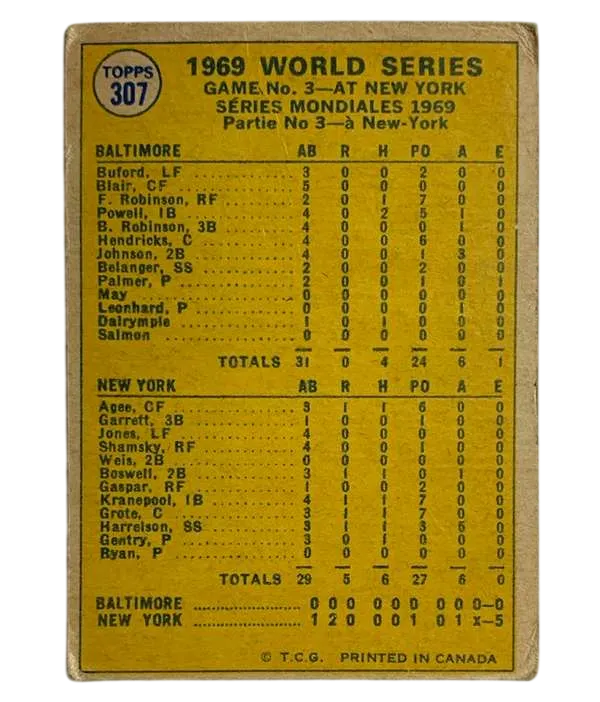 TOPPS
307
1969 WORLD SERIES
GAME No. 3—AT NEW YORK
SÉRIES MONDIALES 1969
Partie No 3—à New-York
BALTIMORE AB R H PO A E
Buford, LF 3 0 0 2 0 0
Blair, CF 5 0 0 0 0 0
F. Robinson, RF 2 0 1 7 0 0
Powell, 1B 4 0 2 5 1 0
B. Robinson, 3B 4 0 0 0 1 0
Hendricks, C 4 0 0 6 0 0
Johnson, 2B 4 0 0 1 3 0
Belanger, SS 2 0 0 2 0 0
Palmer, P 2 0 0 1 0 1
May 0 0 0 0 0 0
Leonhard, P 0 0 0 0 1 0
Dalrymple 1 0 1 0 0 0
Salmon 0 0 0 0 0 0
TOTALS 31 0 4 24 6 1
NEW YORK AB R H PO A E
Agee, CF 3 1 1 6 0 0
Garrett, 3B 1 0 0 1 0 0
Jones, LF 4 0 0 0 0 0
Shamsky, RF 4 0 0 1 0 0
Weis, 2B 0 0 0 0 0 0
Boswell, 2B 3 1 1 0 1 0
Gaspar, RF 1 0 0 2 0 0
Kranepool, 1B 4 1 1 7 0 0
Grote, C 3 1 1 7 0 0
Harrelson, SS 3 1 1 3 5 0
Gentry, P 3 0 1 0 0 0
Ryan, P 0 0 0 0 0 0
TOTALS 29 5 6 27 6 0
BALTIMORE 0 0 0 0 0 0 0 0 0—0
NEW YORK 1 2 0 0 0 1 0 1 x—5
© T.C.G. PRINTED IN CANADA